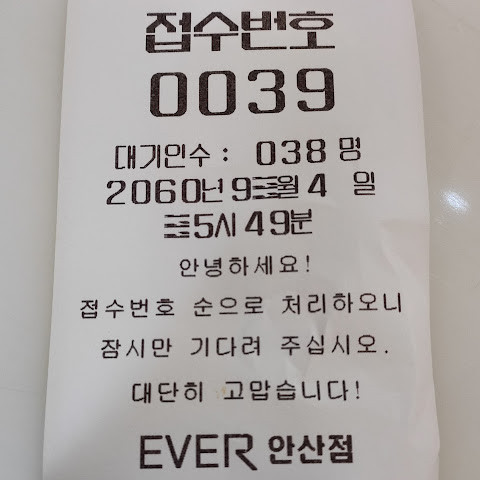 접수번호
0039
대기인수 : 038 명
2060년 9월 4 일
5시 49분
안녕하세요!
접수번호 순으로 처리하오니
잠시만 기다려 주십시오.
대단히 고맙습니다!
EVER 안산점